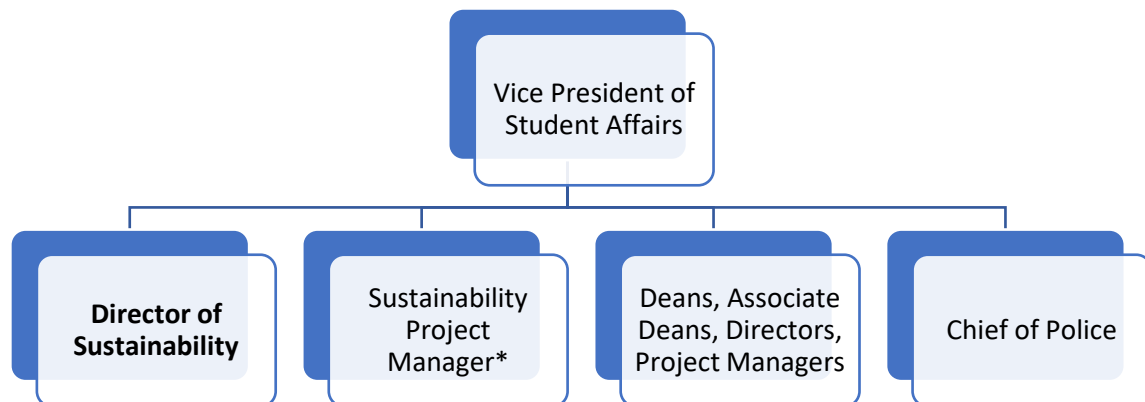 Vice President of
Student Affairs
Director of
Sustainability
Sustainability
Project
Manager*
Deans, Associate
Deans, Directors,
Project Managers
Chief of Police